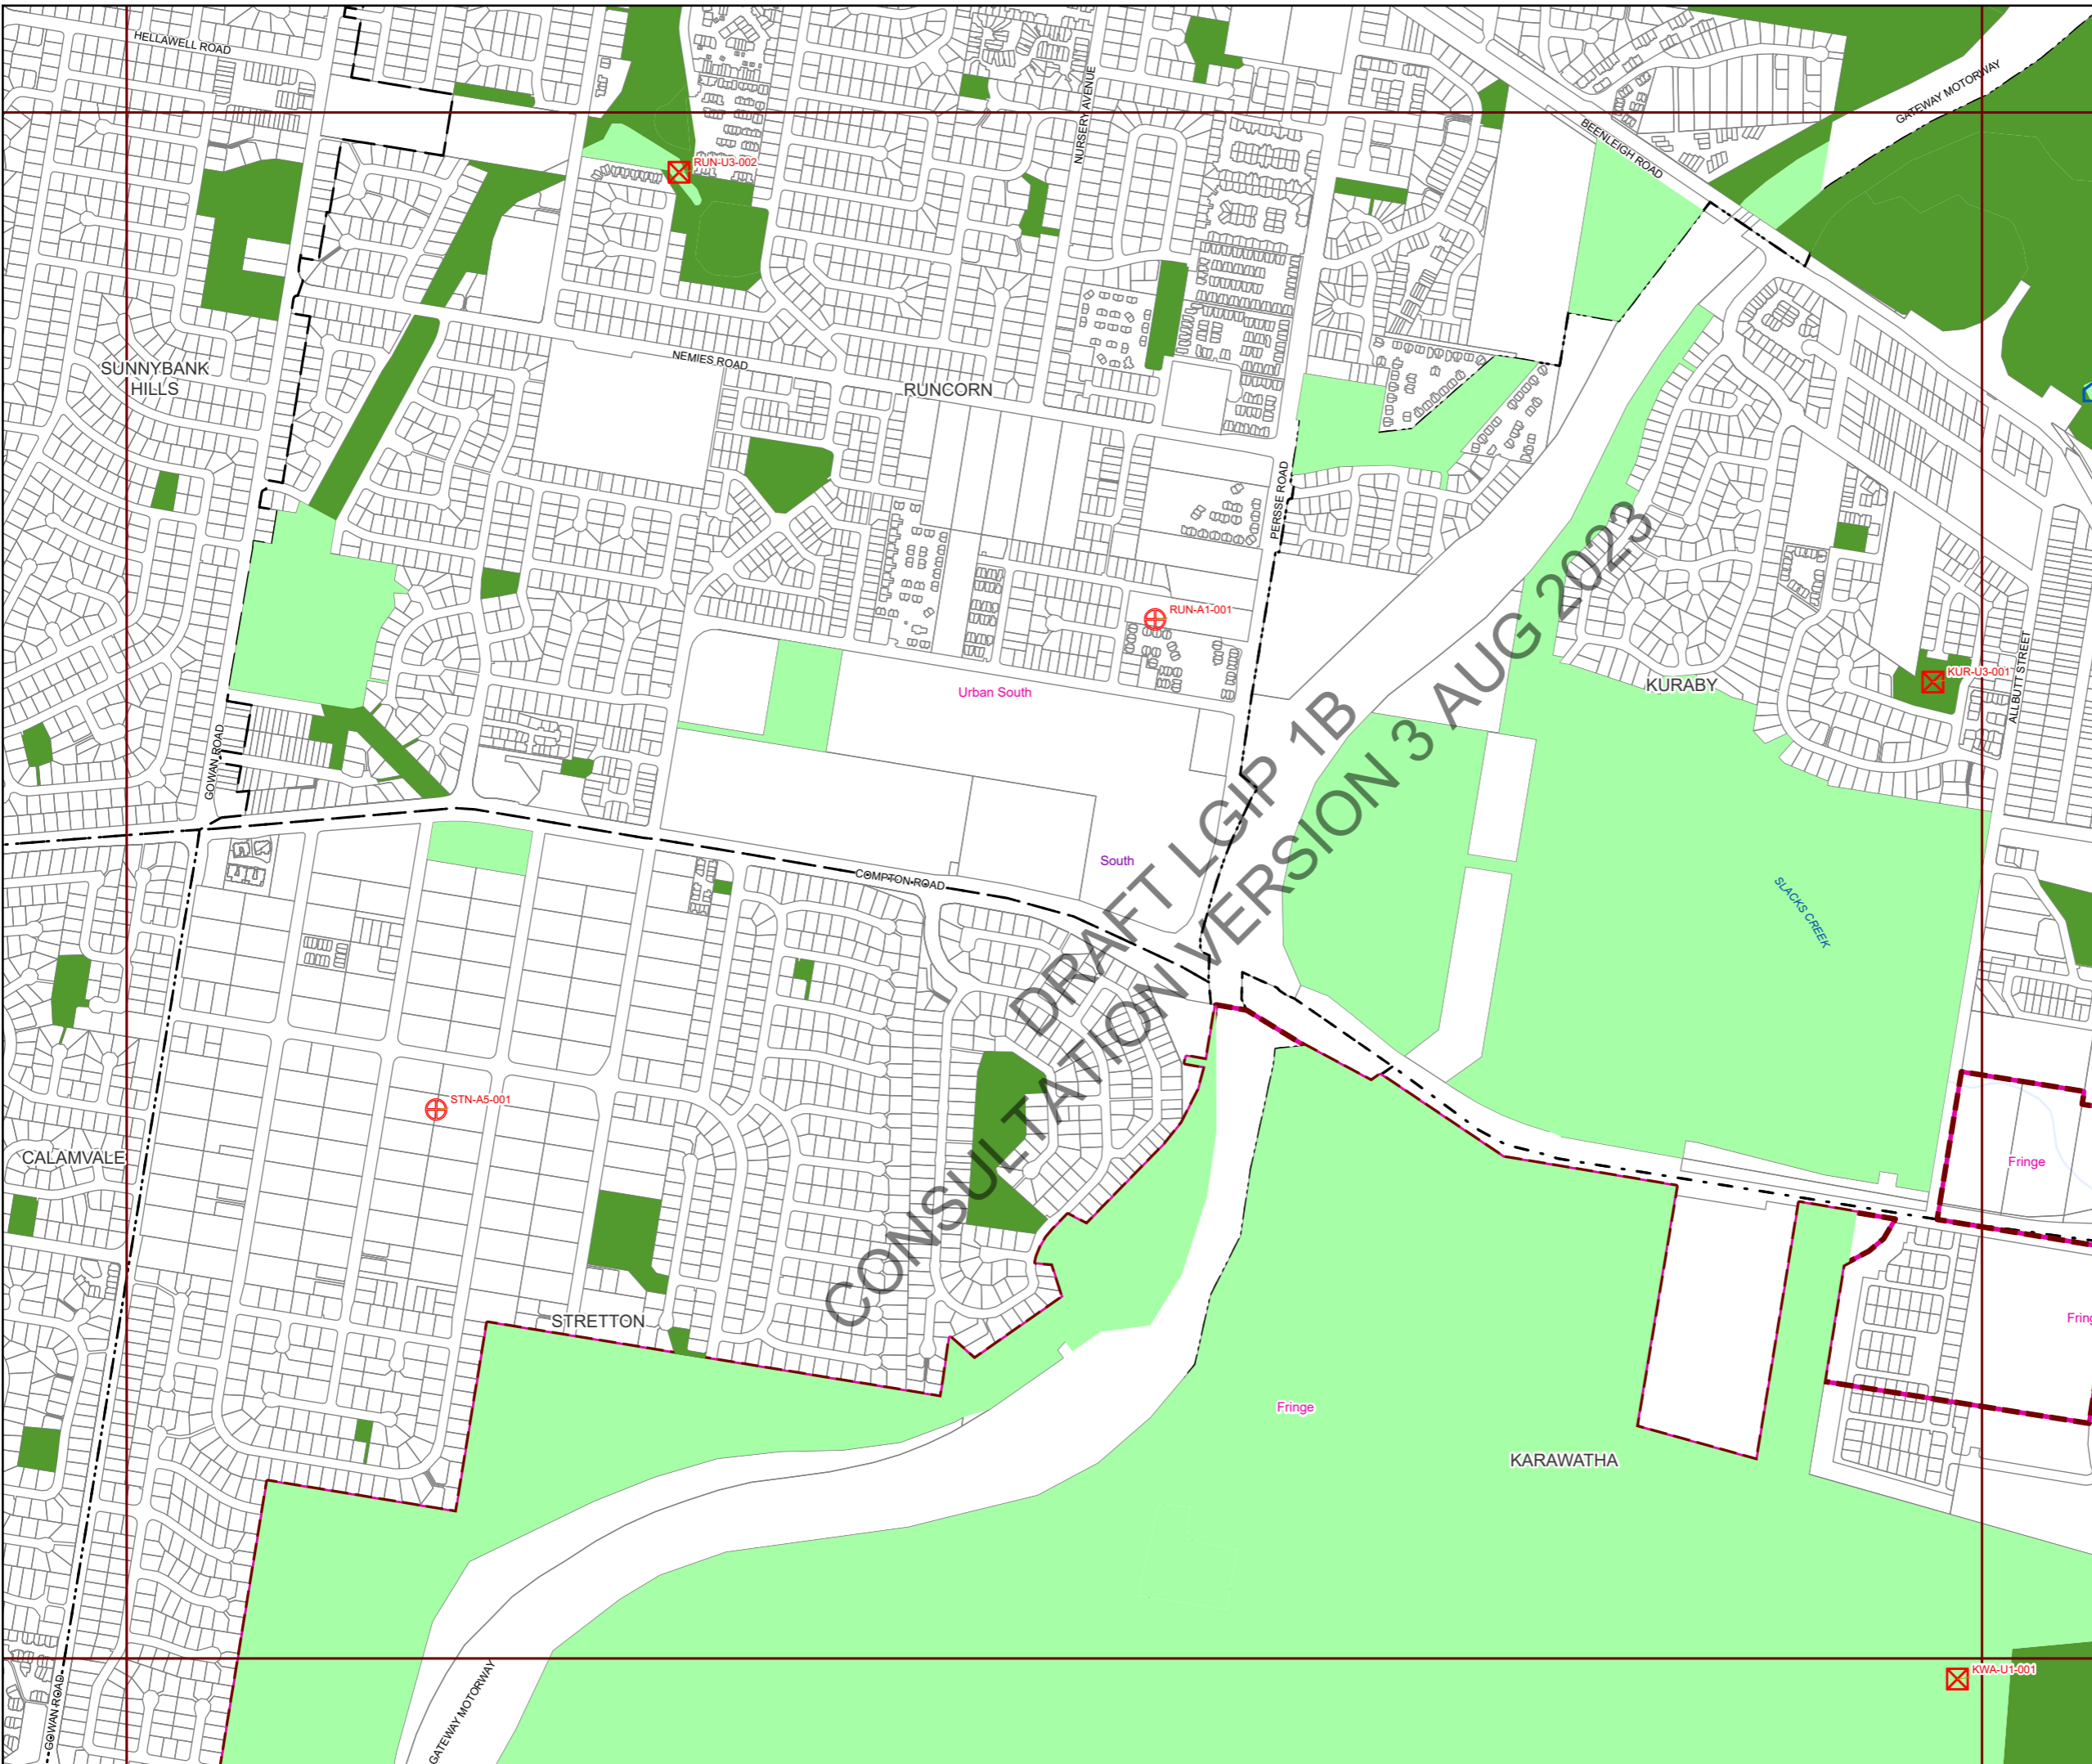 HELLAWELL ROAD
NURSERY AVENUE
GATEWAY MOTORWAY
BEENLEIGH ROAD
RUN-U3-002
SUNNYBANK
HILLS
NEMIES ROAD
RUNCORN
PERSSE ROAD
RUN-A1-001
KUR-U3-001
KURABY
ALLBUTT STREET
Urban South
GOWAN ROAD
South
COMPTON ROAD
SLACKS CREEK
DRAFT LGIP 1B
CONSULTATION VERSION 3 AUG 2023
STN-A5-001
CALAMVALE
Fringe
STRETTON
Fring
Fringe
KARAWATHA
KWA-U1-001
GOWAN ROAD
GATEWAY MOTORWAY